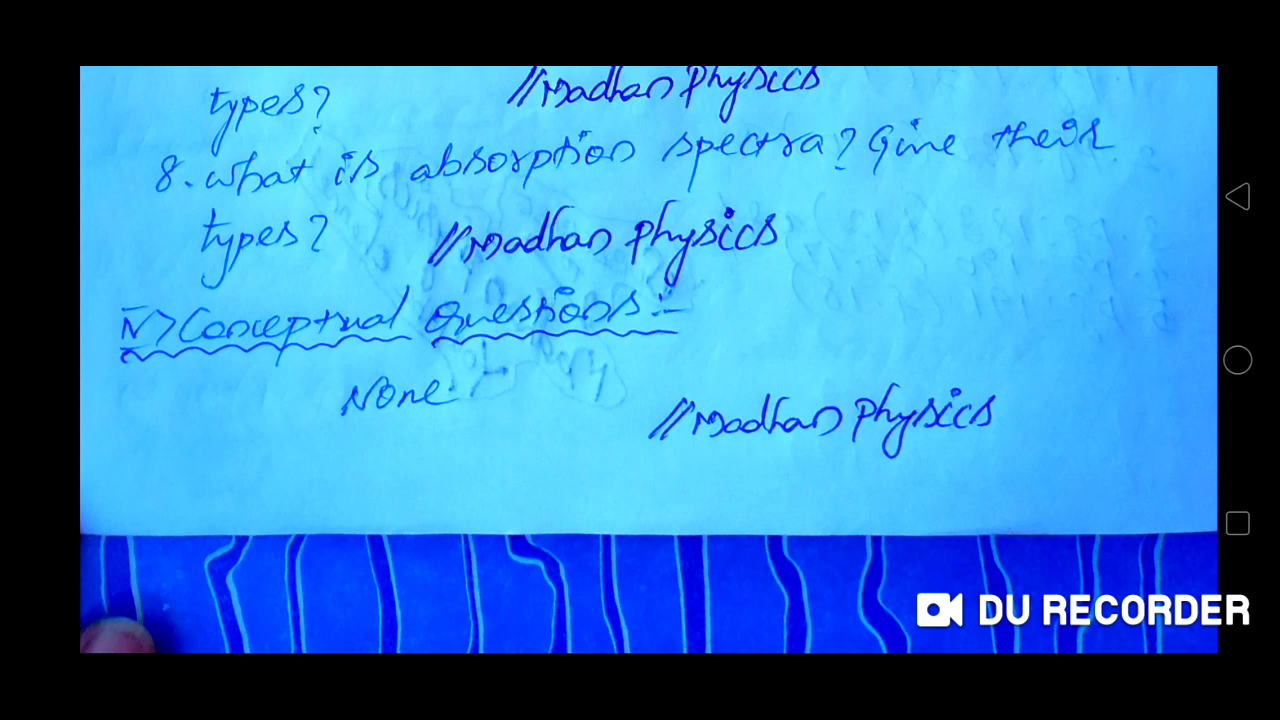 types?
//Madhan Physics
8. what is absorption spectra? Give their
types?
//Madhan Physics
IV) Conceptual Questions:-
None.
//Madhan Physics
DU RECORDER